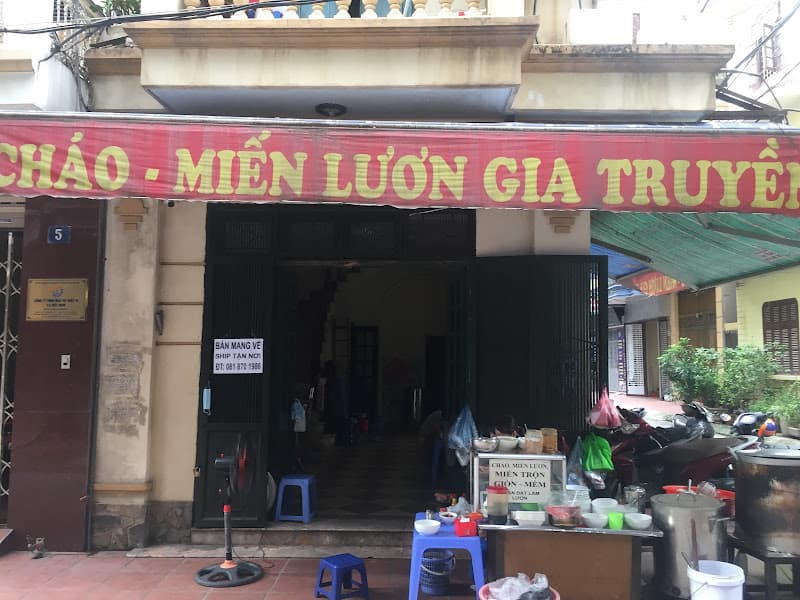 CHÁO - MIẾN LƯƠN GIA TRUYỀN
5
BÁN MANG VỀ
SHIP TẬN NƠI
ĐT: 081 870 1986
CHÁO, MIẾN LƯƠN,
MIẾN TRỘN
GIÒN - MỀM
LƯƠN